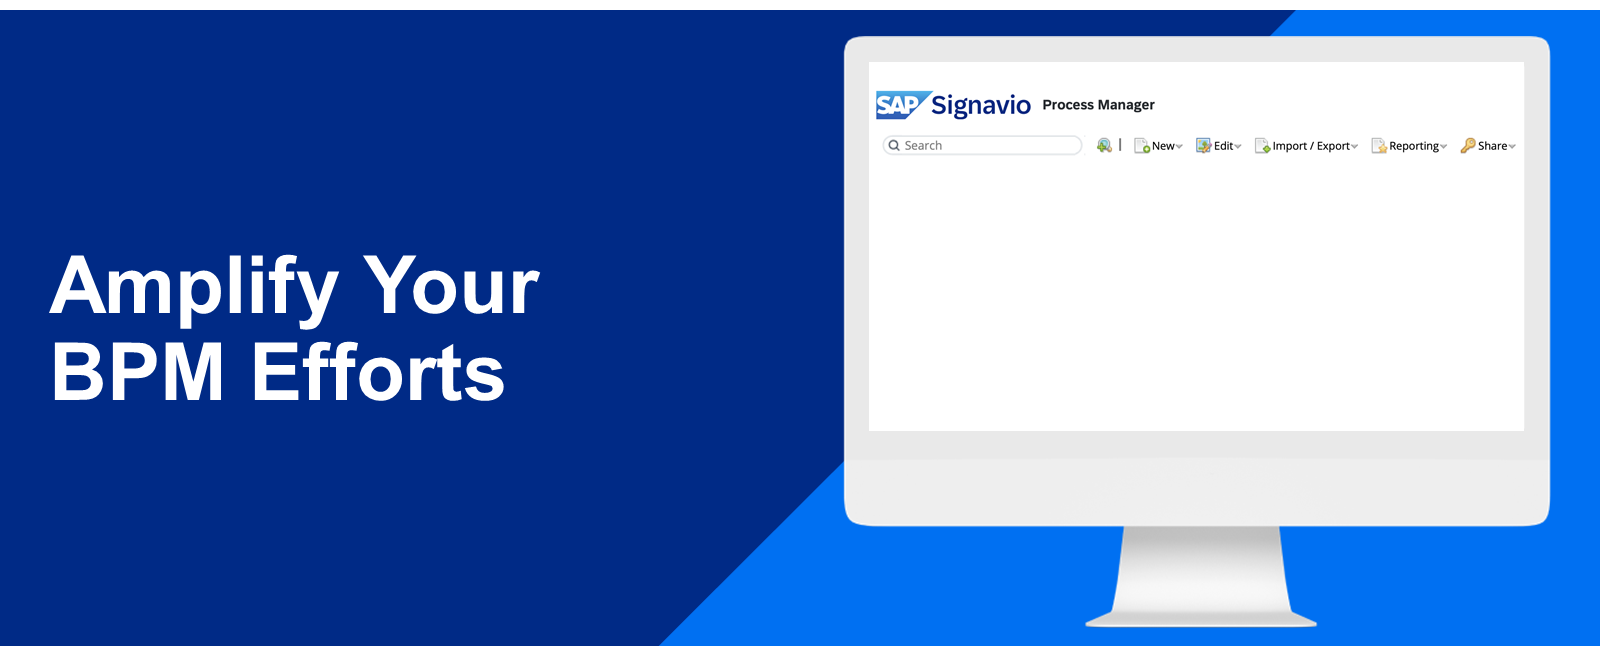 Amplify Your
BPM Efforts
SAP Signavio Process Manager
Search | New Edit Import / Export Reporting Share